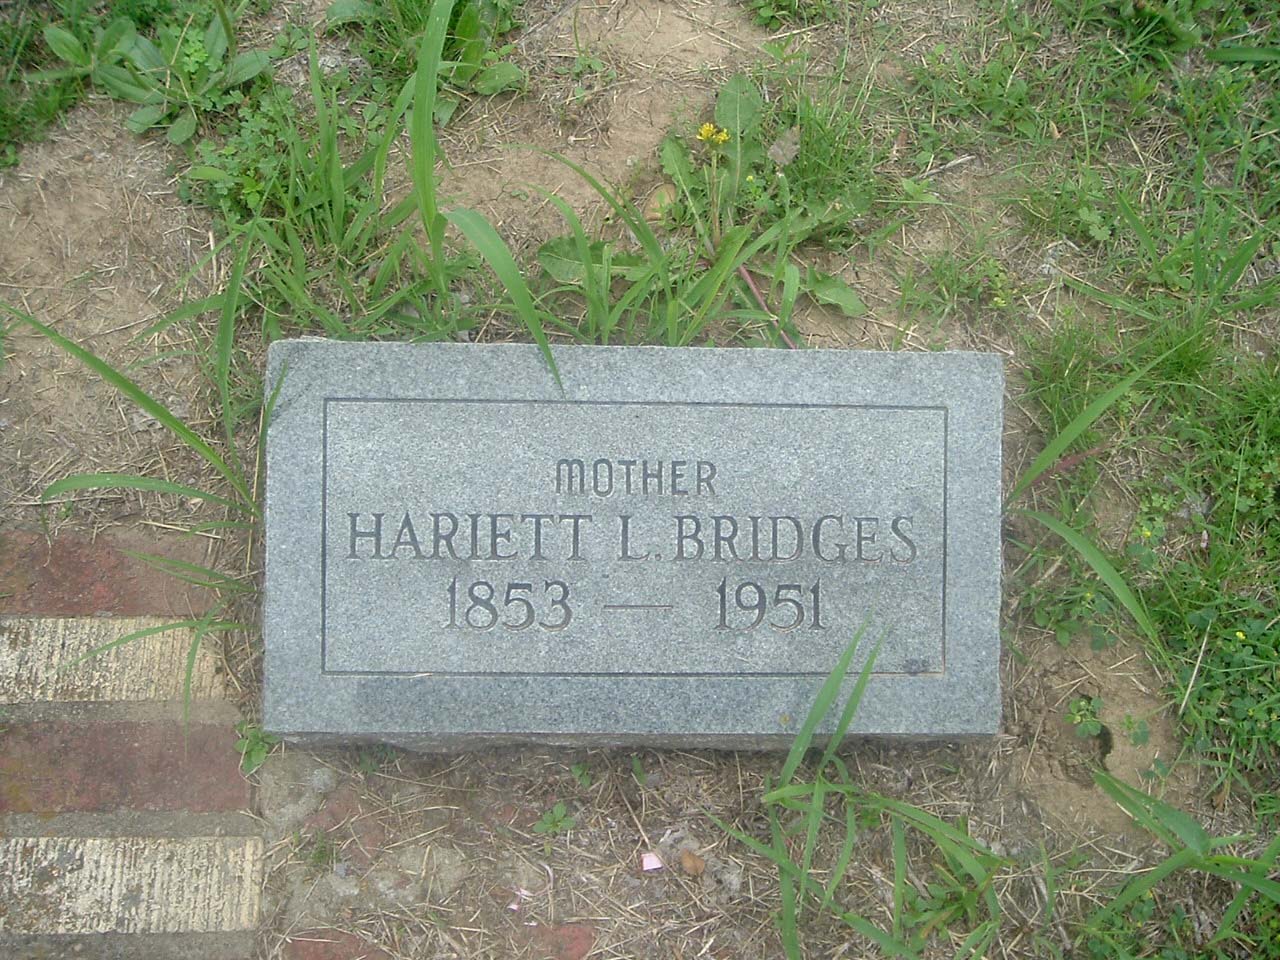 MOTHER
HARIETT L. BRIDGES
1853 — 1951